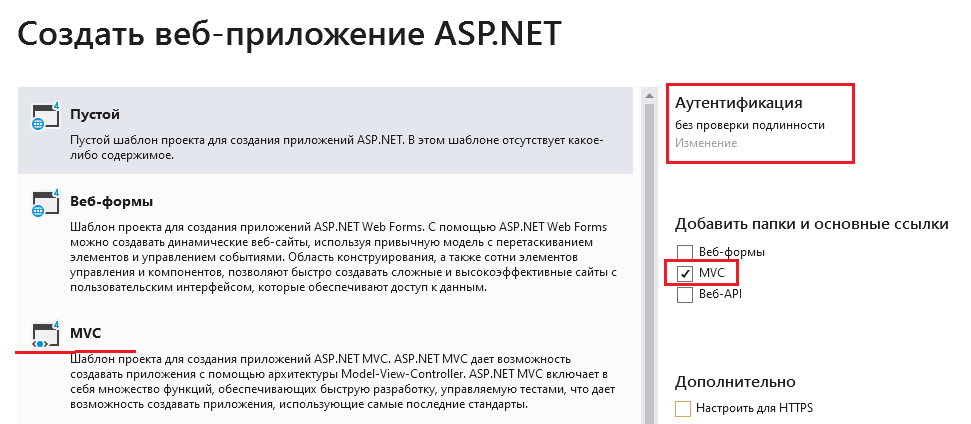 Создать веб-приложение ASP.NET
Пустой
Пустой шаблон проекта для создания приложений ASP.NET. В этом шаблоне отсутствует какое-
либо содержимое.
Веб-формы
Шаблон проекта для создания приложений ASP.NET Web Forms. С помощью ASP.NET Web Forms
можно создавать динамические веб-сайты, используя привычную модель с перетаскиванием
элементов и управлением событиями. Область конструирования, а также сотни элементов
управления и компонентов, позволяют быстро создавать сложные и высокоэффективные сайты с
пользовательским интерфейсом, которые обеспечивают доступ к данным.
MVC
Шаблон проекта для создания приложений ASP.NET MVC. ASP.NET MVC дает возможность
создавать приложения с помощью архитектуры Model-View-Controller. ASP.NET MVC включает в
себя множество функций, обеспечивающих быструю разработку, управляемую тестами, что дает
возможность создавать приложения, использующие самые последние стандарты.
Аутентификация
без проверки подлинности
Изменение
Добавить папки и основные ссылки
Веб-формы
MVC
Веб-API
Дополнительно
Настроить для HTTPS